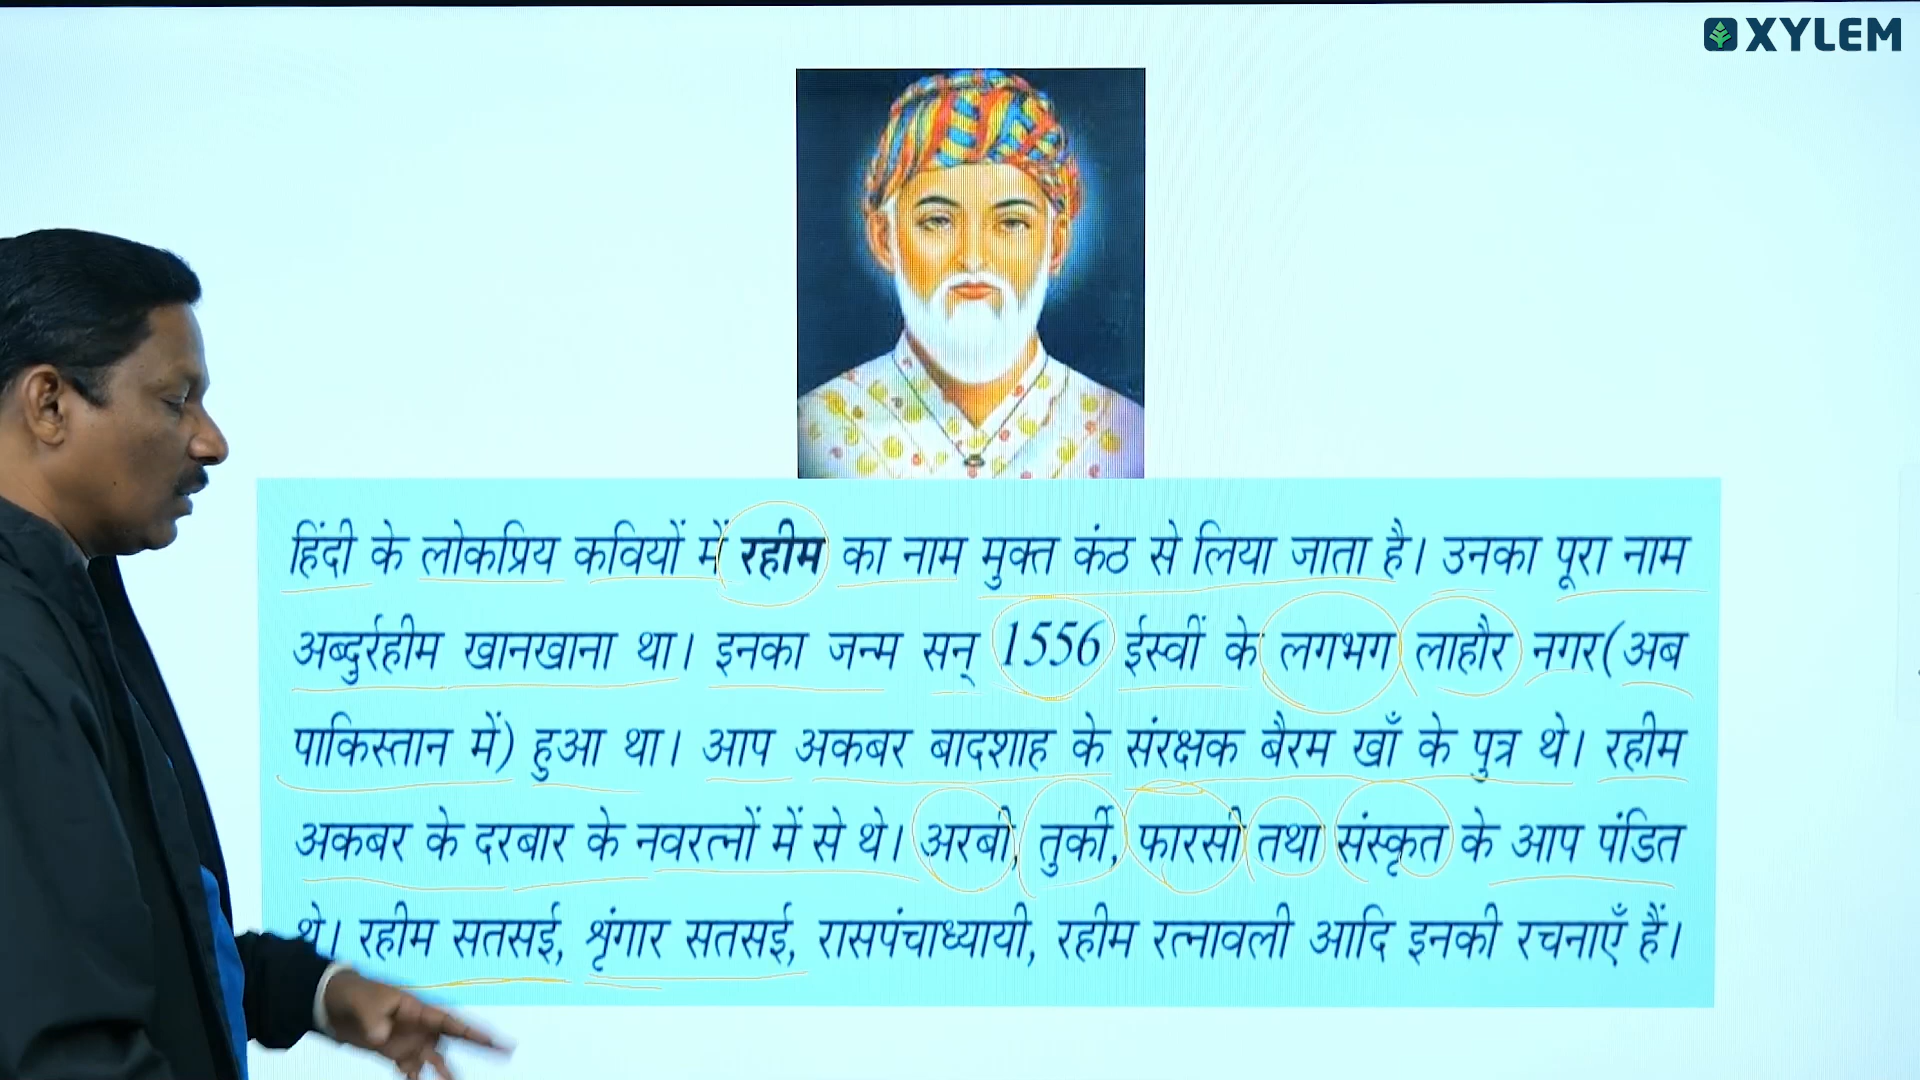 XYLEM
हिंदी के लोकप्रिय कवियों में रहीम का नाम मुक्त कंठ से लिया जाता है। उनका पूरा नाम
अब्दुर्रहीम खानखाना था। इनका जन्म सन् 1556 ईस्वीं के लगभग लाहौर नगर(अब
पाकिस्तान में) हुआ था। आप अकबर बादशाह के संरक्षक बैरम खाँ के पुत्र थे। रहीम
अकबर के दरबार के नवरत्नों में से थे। अरबी, तुर्की, फारसी तथा संस्कृत के आप पंडित
थे। रहीम सतसई, शृंगार सतसई, रासपंचाध्यायी, रहीम रत्नावली आदि इनकी रचनाएँ हैं।